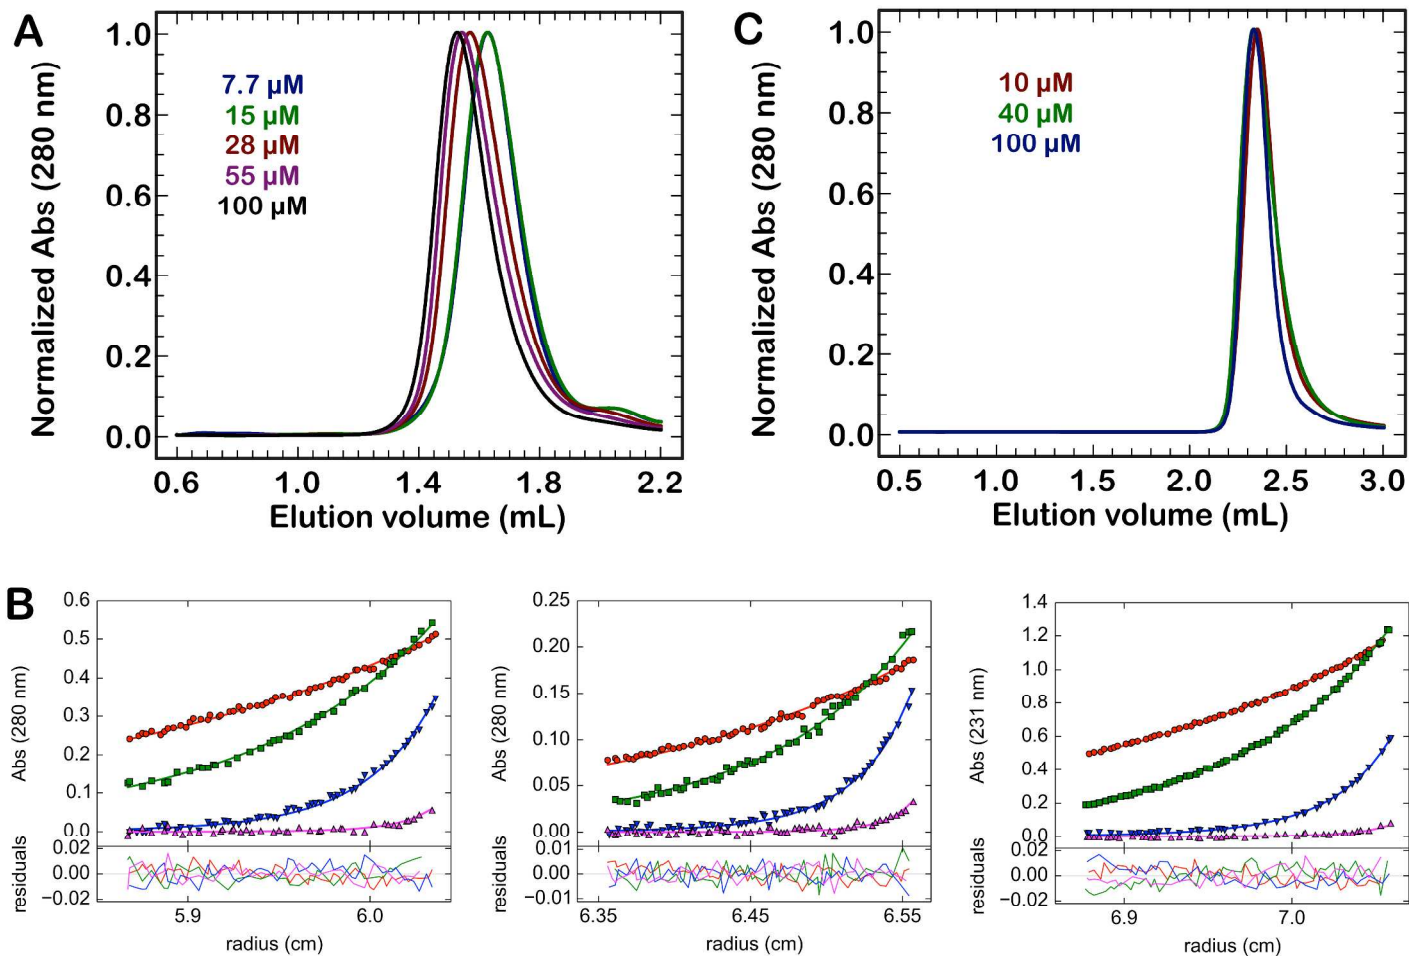 A
Normalized Abs (280 nm)
1.0
0.8
0.6
0.4
0.2
0.0
7.7 µM
15 µM
28 µM
55 µM
100 µM
0.6 1.0 1.4 1.8 2.2
Elution volume (mL)
C
Normalized Abs (280 nm)
1.0
0.8
0.6
0.4
0.2
0.0
10 µM
40 µM
100 µM
0.5 1.0 1.5 2.0 2.5 3.0
Elution volume (mL)
B
Abs (280 nm)
0.6
0.5
0.4
0.3
0.2
0.1
0.0
residuals
0.02
0.00
−0.02
5.9 6.0
radius (cm)
Abs (280 nm)
0.25
0.20
0.15
0.10
0.05
0.00
residuals
0.01
0.00
−0.01
6.35 6.45 6.55
radius (cm)
Abs (231 nm)
1.4
1.2
1.0
0.8
0.6
0.4
0.2
0.0
residuals
0.02
0.00
−0.02
6.9 7.0
radius (cm)